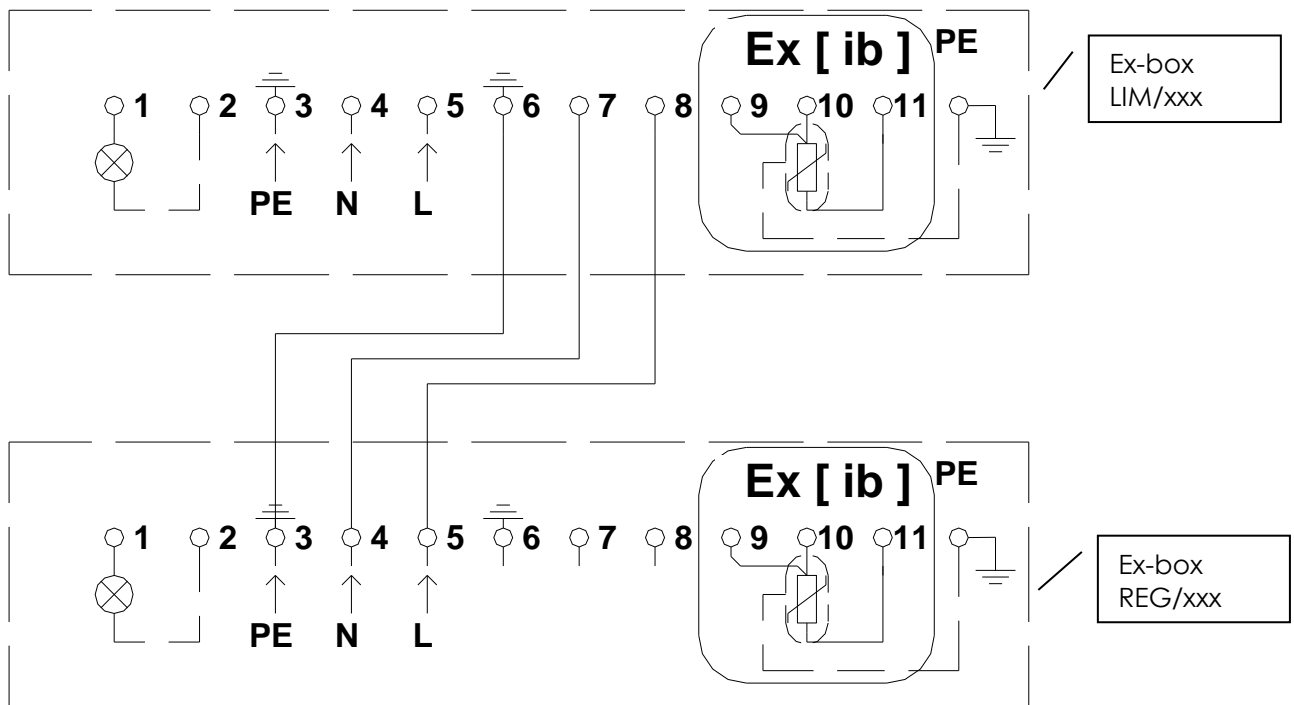 Ex [ ib ] PE
1 2 3 4 5 6 7 8 9 10 11
PE N L
Ex-box
LIM/xxx
Ex [ ib ] PE
1 2 3 4 5 6 7 8 9 10 11
PE N L
Ex-box
REG/xxx